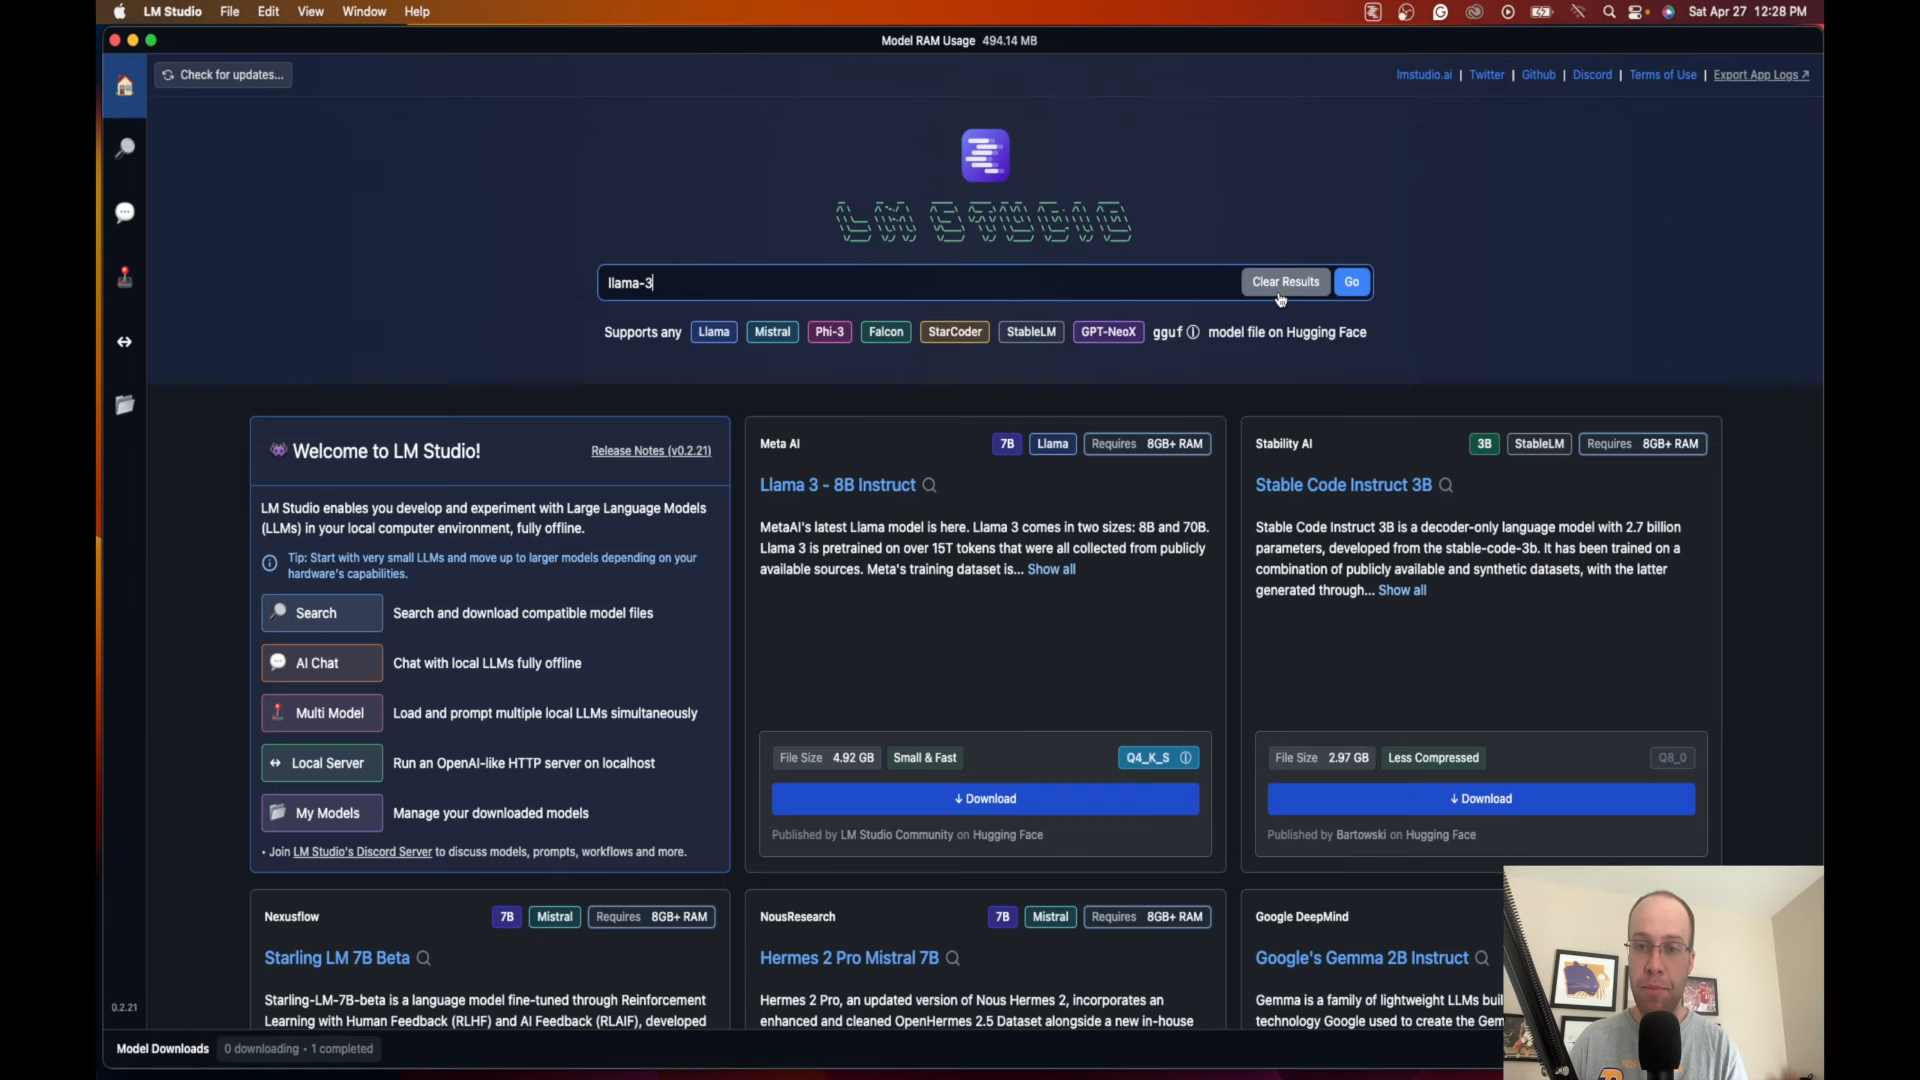 LM Studio File Edit View Window Help
Sat Apr 27 12:28 PM
Model RAM Usage 494.14 MB
Check for updates...
lmstudio.ai | Twitter | Github | Discord | Terms of Use | Export App Logs ↗
LM STUDIO
llama-3
Clear Results Go
Supports any Llama Mistral Phi-3 Falcon StarCoder StableLM GPT-NeoX gguf model file on Hugging Face
Welcome to LM Studio! Release Notes (v0.2.21)
LM Studio enables you develop and experiment with Large Language Models
(LLMs) in your local computer environment, fully offline.
Tip: Start with very small LLMs and move up to larger models depending on your
hardware's capabilities.
Search Search and download compatible model files
AI Chat Chat with local LLMs fully offline
Multi Model Load and prompt multiple local LLMs simultaneously
Local Server Run an OpenAI-like HTTP server on localhost
My Models Manage your downloaded models
• Join LM Studio's Discord Server to discuss models, prompts, workflows and more.
Meta AI 7B Llama Requires 8GB+ RAM
Llama 3 - 8B Instruct
MetaAI's latest Llama model is here. Llama 3 comes in two sizes: 8B and 70B.
Llama 3 is pretrained on over 15T tokens that were all collected from publicly
available sources. Meta's training dataset is... Show all
File Size 4.92 GB Small & Fast Q4_K_S
↓ Download
Published by LM Studio Community on Hugging Face
Stability AI 3B StableLM Requires 8GB+ RAM
Stable Code Instruct 3B
Stable Code Instruct 3B is a decoder-only language model with 2.7 billion
parameters, developed from the stable-code-3b. It has been trained on a
combination of publicly available and synthetic datasets, with the latter
generated through... Show all
File Size 2.97 GB Less Compressed Q8_0
↓ Download
Published by Bartowski on Hugging Face
Nexusflow 7B Mistral Requires 8GB+ RAM
Starling LM 7B Beta
Starling-LM-7B-beta is a language model fine-tuned through Reinforcement
Learning with Human Feedback (RLHF) and AI Feedback (RLAIF), developed
NousResearch 7B Mistral Requires 8GB+ RAM
Hermes 2 Pro Mistral 7B
Hermes 2 Pro, an updated version of Nous Hermes 2, incorporates an
enhanced and cleaned OpenHermes 2.5 Dataset alongside a new in-house
Google DeepMind
Google's Gemma 2B Instruct
Gemma is a family of lightweight LLMs buil
technology Google used to create the Gem
0.2.21
Model Downloads 0 downloading • 1 completed